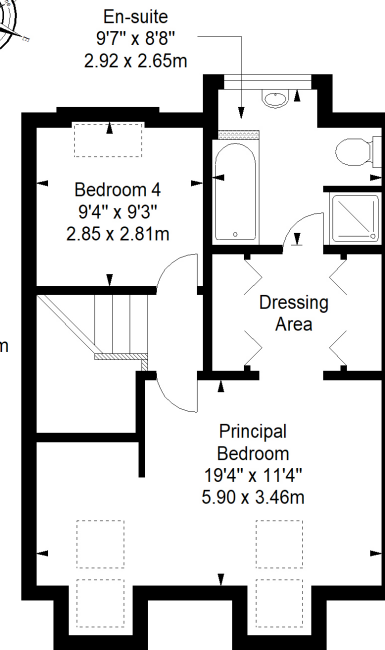 En-suite
9'7" x 8'8"
2.92 x 2.65m
Bedroom 4
9'4" x 9'3"
2.85 x 2.81m
Dressing
Area
m
Principal
Bedroom
19'4" x 11'4"
5.90 x 3.46m
E